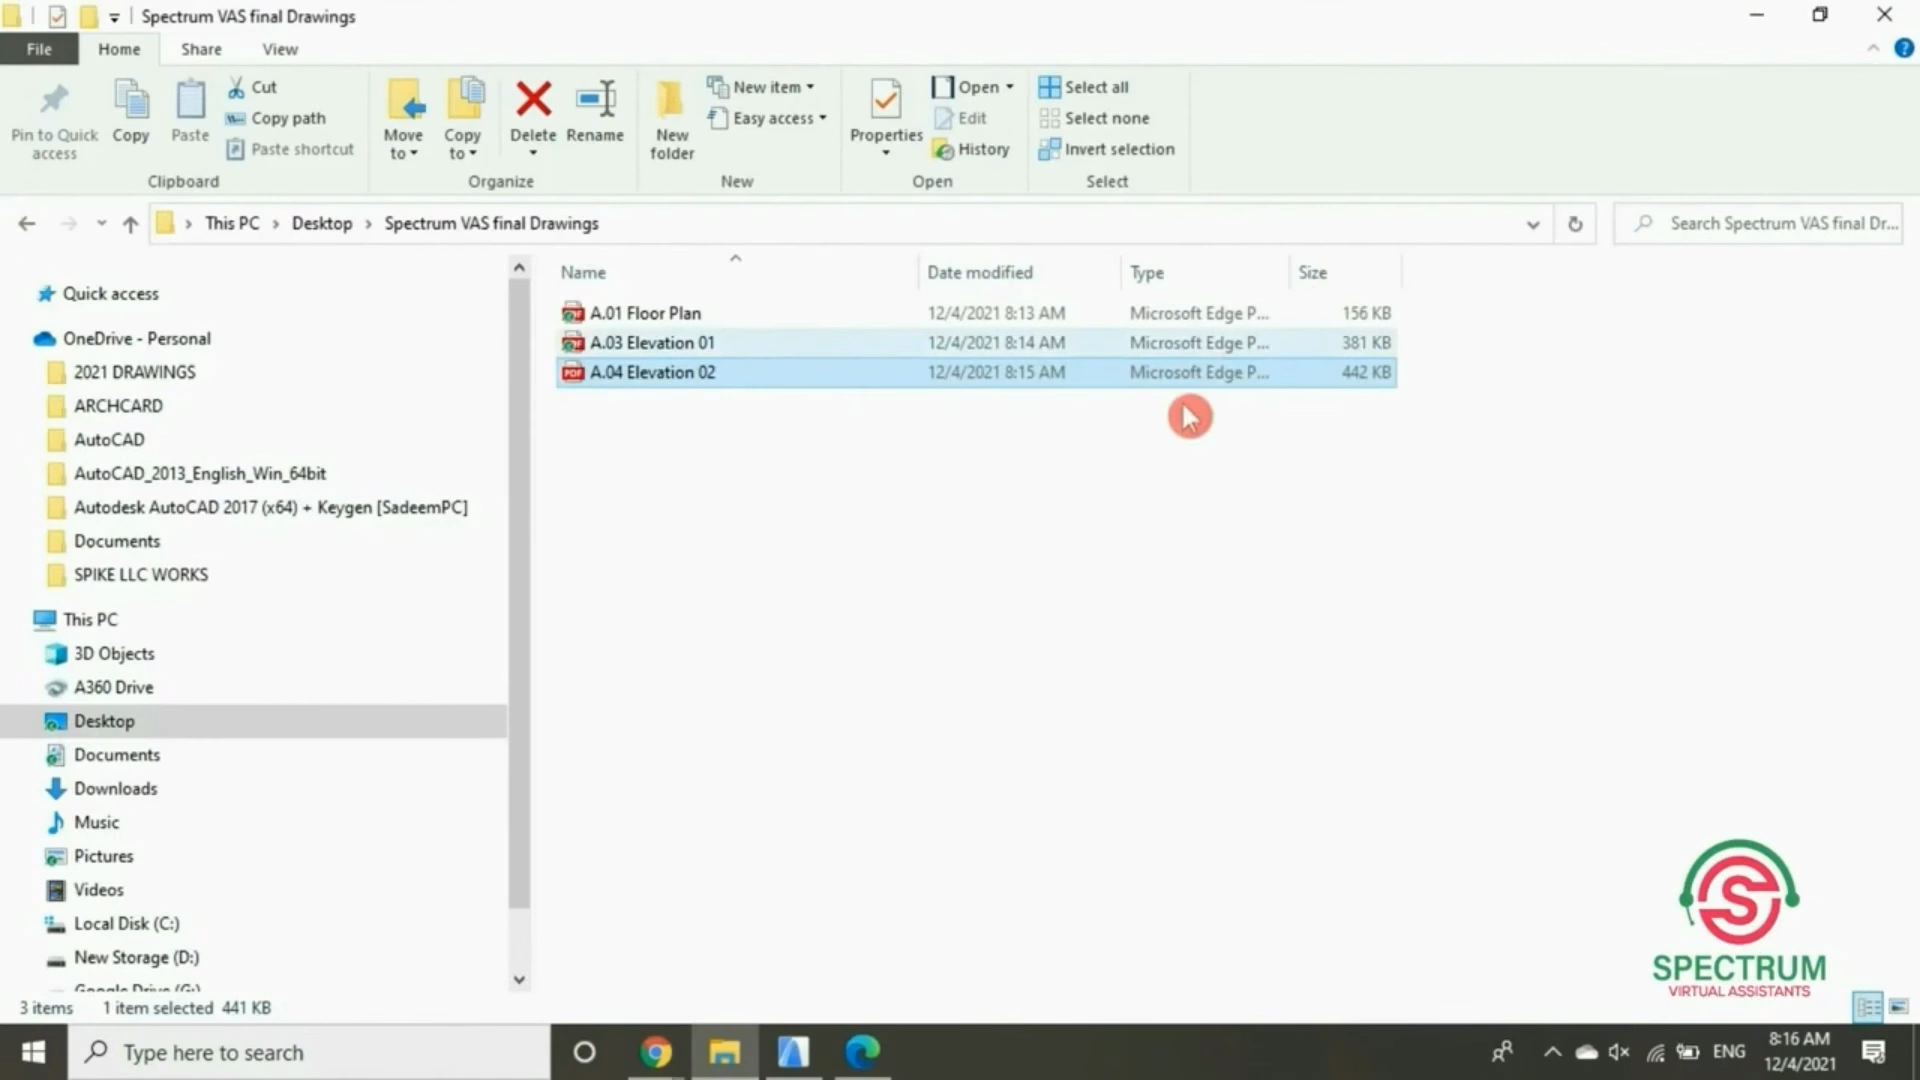 Spectrum VAS final Drawings
File Home Share View
Pin to Quick access
Copy
Paste
Cut
Copy path
Paste shortcut
Clipboard
Move to
Copy to
Delete
Rename
Organize
New folder
New item
Easy access
New
Properties
Open
Edit
History
Open
Select all
Select none
Invert selection
Select
This PC › Desktop › Spectrum VAS final Drawings
Search Spectrum VAS final Dr...
Quick access
OneDrive - Personal
2021 DRAWINGS
ARCHCARD
AutoCAD
AutoCAD_2013_English_Win_64bit
Autodesk AutoCAD 2017 (x64) + Keygen [SadeemPC]
Documents
SPIKE LLC WORKS
This PC
3D Objects
A360 Drive
Desktop
Documents
Downloads
Music
Pictures
Videos
Local Disk (C:)
New Storage (D:)
Google Drive (G:)
Name Date modified Type Size
A.01 Floor Plan 12/4/2021 8:13 AM Microsoft Edge P... 156 KB
A.03 Elevation 01 12/4/2021 8:14 AM Microsoft Edge P... 381 KB
PDF A.04 Elevation 02 12/4/2021 8:15 AM Microsoft Edge P... 442 KB
S
SPECTRUM
VIRTUAL ASSISTANTS
3 items 1 item selected 441 KB
Type here to search
ENG
8:16 AM
12/4/2021